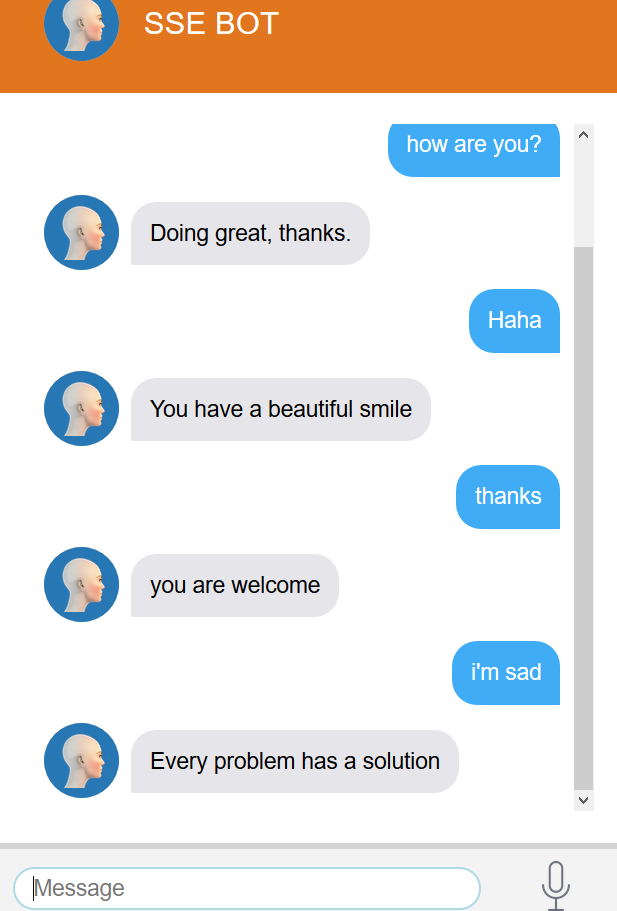 SSE BOT
how are you?
Doing great, thanks.
Haha
You have a beautiful smile
thanks
you are welcome
i'm sad
Every problem has a solution
Message